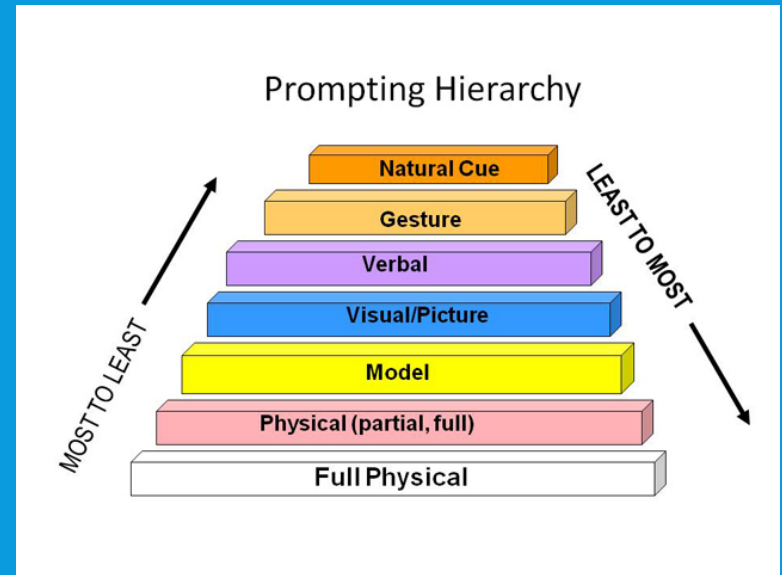 Prompting Hierarchy
Natural Cue
Gesture
Verbal
Visual/Picture
Model
Physical (partial, full)
Full Physical
MOST TO LEAST
LEAST TO MOST